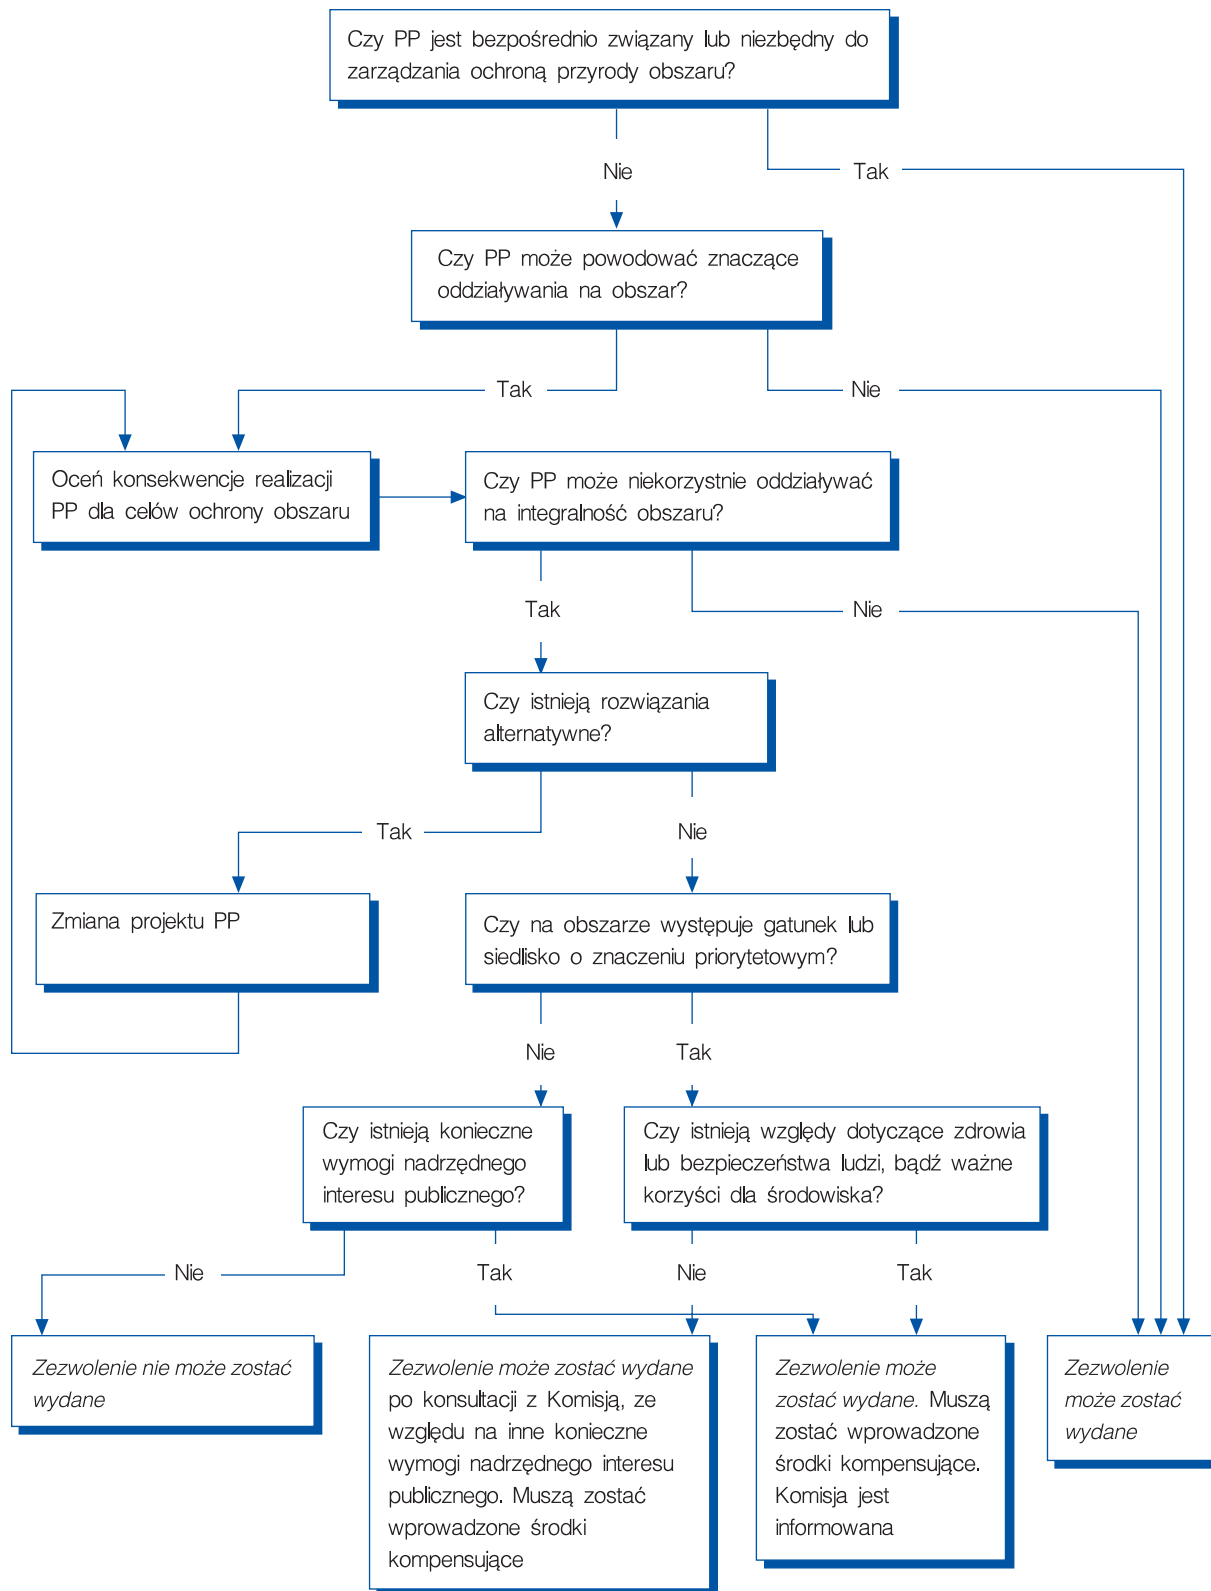 Czy PP jest bezpośrednio związany lub niezbędny do
zarządzania ochroną przyrody obszaru?
Nie
Tak
Czy PP może powodować znaczące
oddziaływania na obszar?
Tak
Nie
Oceń konsekwencje realizacji
PP dla celów ochrony obszaru
Czy PP może niekorzystnie oddziaływać
na integralność obszaru?
Tak
Nie
Czy istnieją rozwiązania
alternatywne?
Tak
Nie
Zmiana projektu PP
Czy na obszarze występuje gatunek lub
siedlisko o znaczeniu priorytetowym?
Nie
Tak
Czy istnieją konieczne
wymogi nadrzędnego
interesu publicznego?
Czy istnieją względy dotyczące zdrowia
lub bezpieczeństwa ludzi, bądź ważne
korzyści dla środowiska?
Nie
Tak
Nie
Tak
Zezwolenie nie może zostać
wydane
Zezwolenie może zostać wydane
po konsultacji z Komisją, ze
względu na inne konieczne
wymogi nadrzędnego interesu
publicznego. Muszą zostać
wprowadzone środki
kompensujące
Zezwolenie może
zostać wydane. Muszą
zostać wprowadzone
środki kompensujące.
Komisja jest
informowana
Zezwolenie
może zostać
wydane